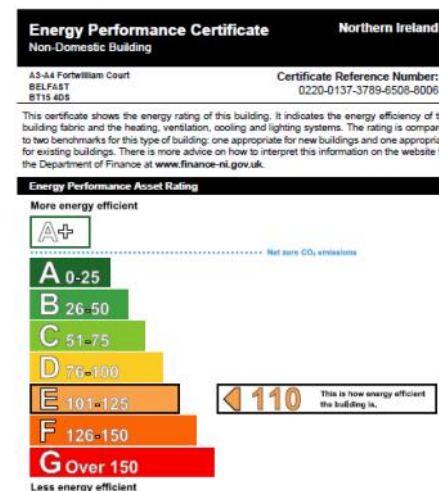 Energy Performance Certificate
Northern Ireland
Non-Domestic Building
A3-A4 Fortwilliam Court
BELFAST
BT15 4DS
Certificate Reference Number:
0220-0137-3789-6508-8006
This certificate shows the energy rating of this building. It indicates the energy efficiency of
building fabric and the heating, ventilation, cooling and lighting systems. The rating is
to two benchmarks for this type of building: one appropriate for new buildings and one
for existing buildings. There is more advice on how to interpret this information on the website
the Department of Finance at www.finance-ni.gov.uk.
Energy Performance Asset Rating
More energy efficient
A+
Net zero CO₂ emissions
A 0-25
B 26-50
C 51-75
D 76-100
E 101-125
110
This is how energy efficient
the building is.
F 126-150
G Over 150
Less energy efficient